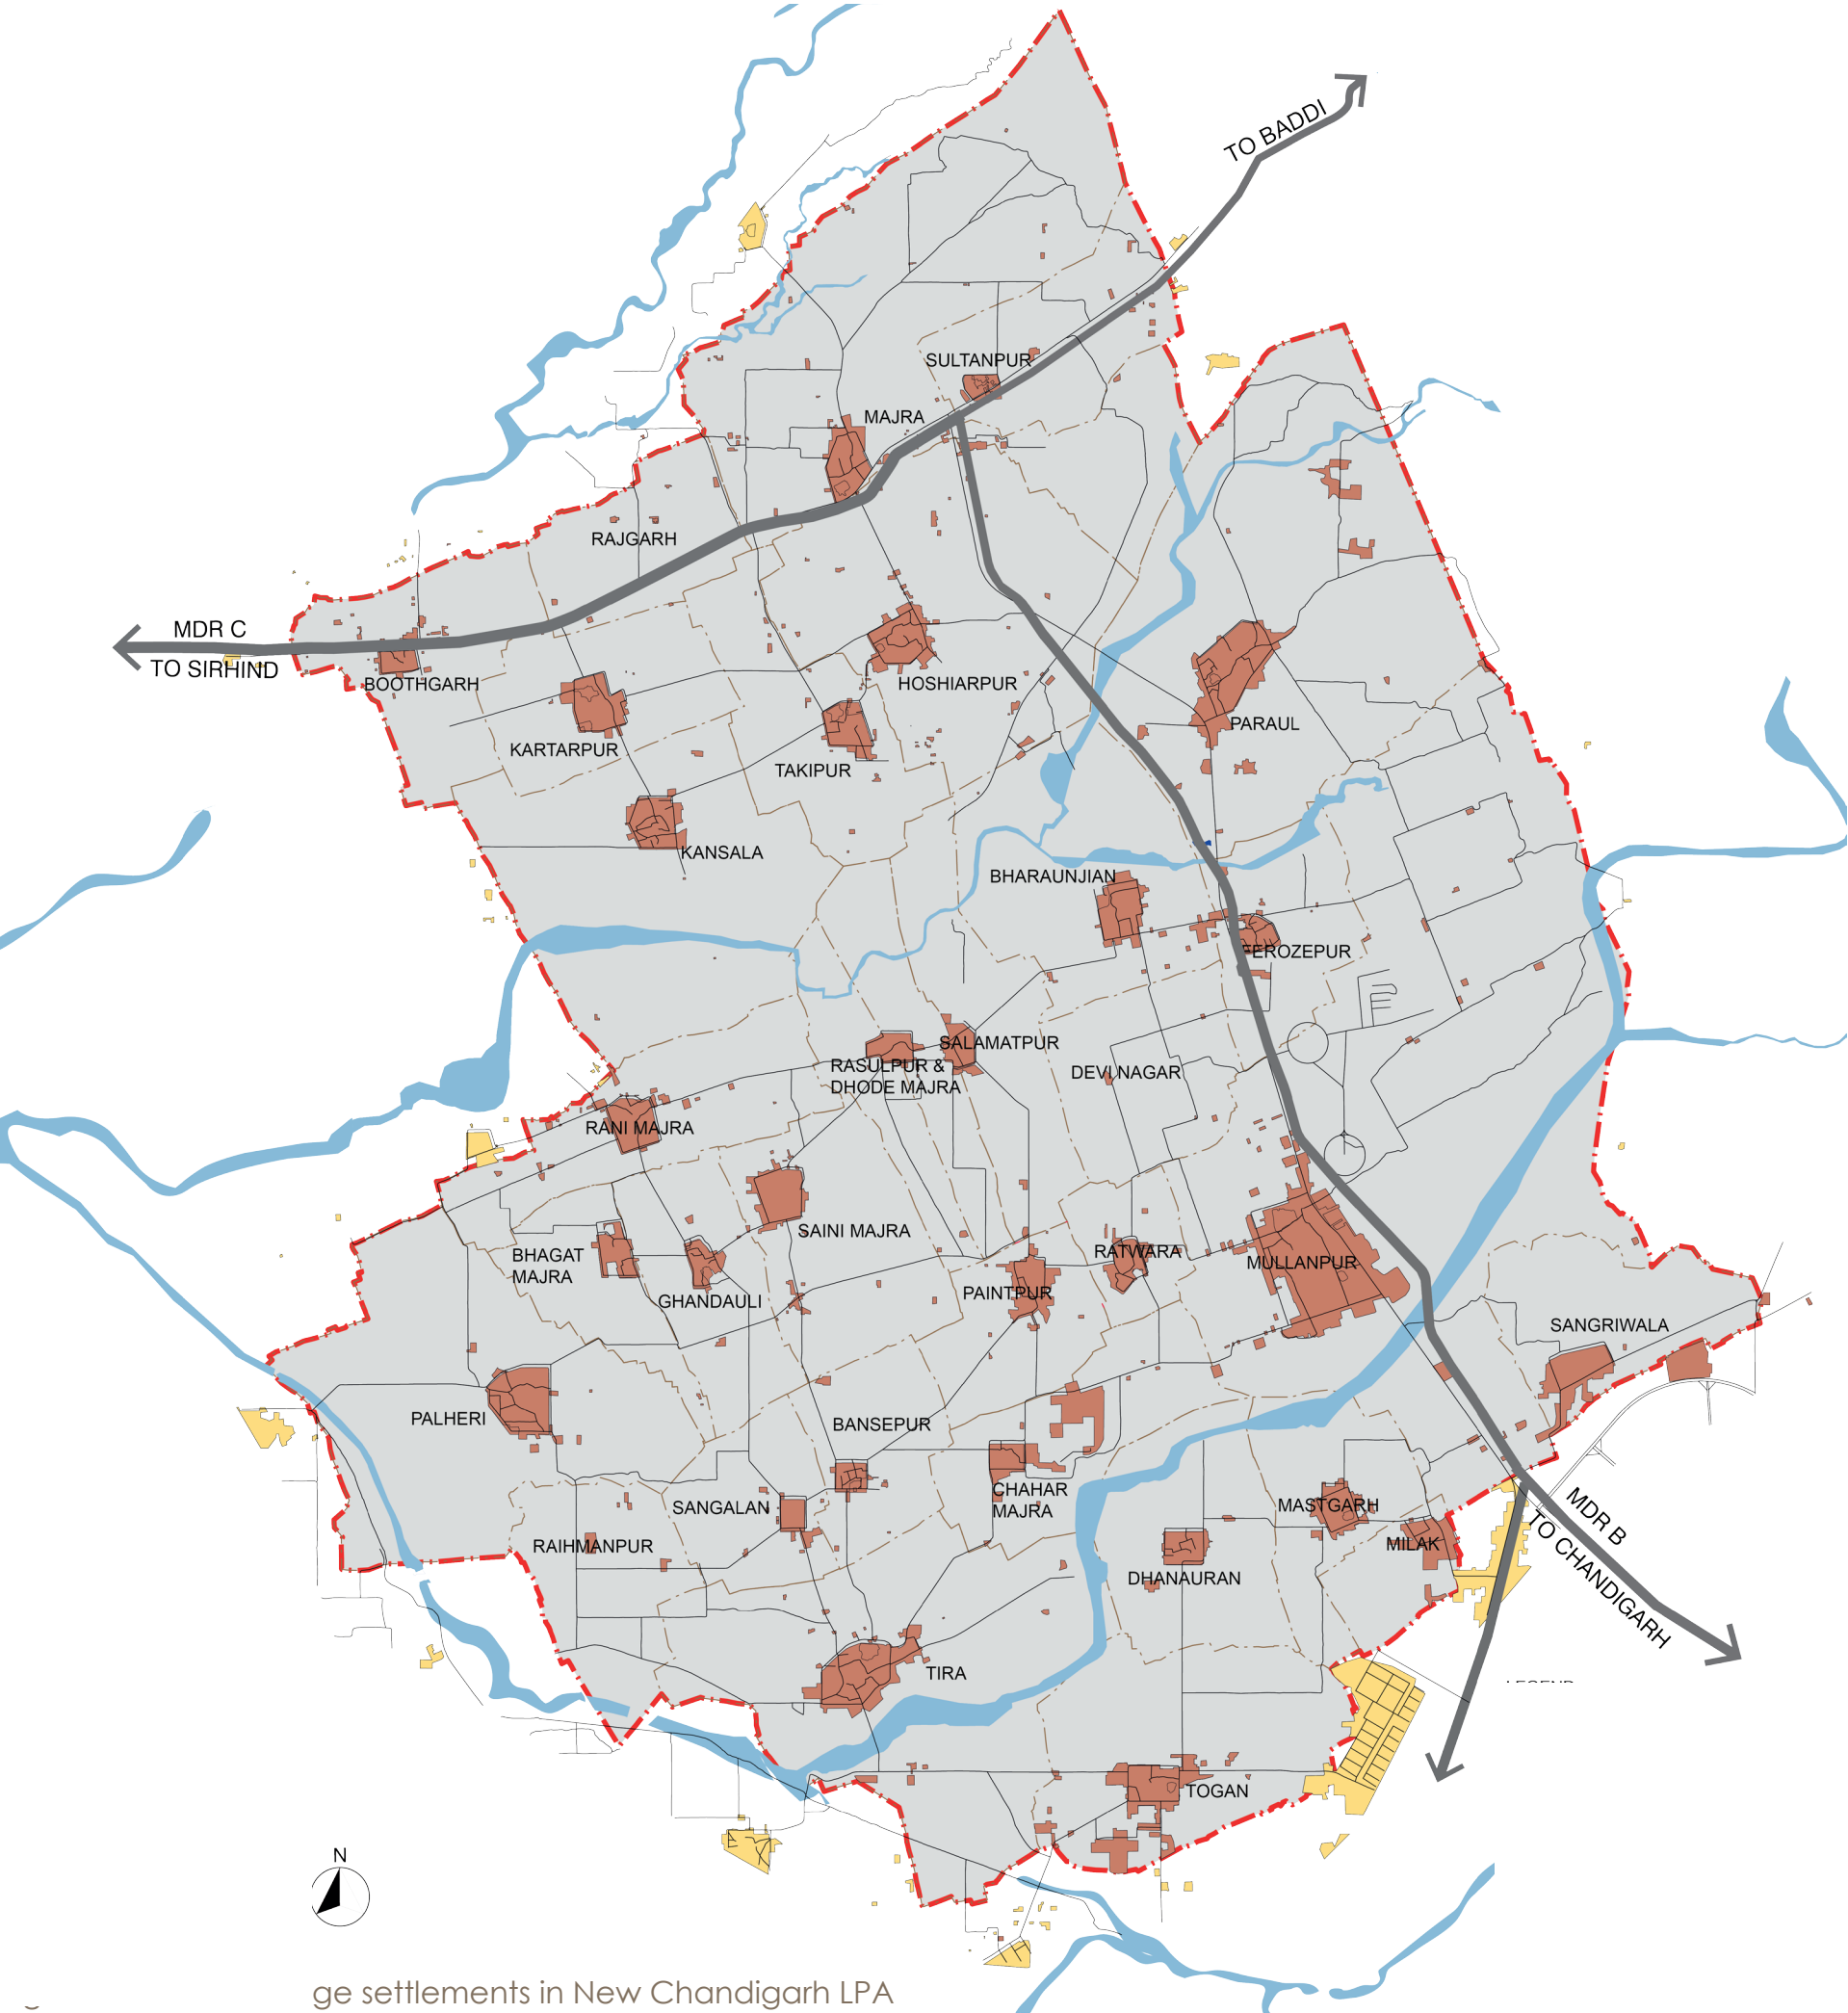 TO BADDI
SULTANPUR
MAJRA
RAJGARH
MDR C
TO SIRHIND
BOOTHGARH
HOSHIARPUR
PARAUL
KARTARPUR
TAKIPUR
KANSALA
BHARAUNJIAN
FEROZEPUR
SALAMATPUR
RASULPUR &
DHODE MAJRA
DEVI NAGAR
RANI MAJRA
SAINI MAJRA
BHAGAT
MAJRA
RATWARA
MULLANPUR
GHANDAULI
PAINTPUR
SANGRIWALA
PALHERI
BANSEPUR
CHAHAR
MAJRA
SANGALAN
MASTGARH
MDR B
TO CHANDIGARH
RAIHMANPUR
MILAK
DHANAURAN
TIRA
TOGAN
N
ge settlements in New Chandigarh LPA